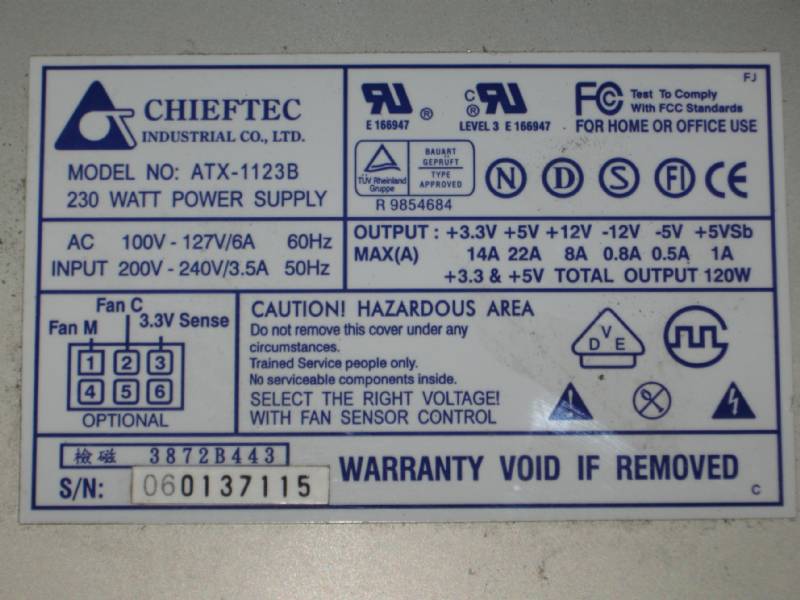 FJ
CHIEFTEC
INDUSTRIAL CO., LTD.
MODEL NO: ATX-1123B
230 WATT POWER SUPPLY
E 166947 ®
C ®
LEVEL 3 E 166947
FC Test To Comply
With FCC Standards
FOR HOME OR OFFICE USE
TÜV Rheinland
Gruppe
BAUART
GEPRÜFT
TYPE
APPROVED
R 9854684
N D S FI CE
AC 100V - 127V/6A 60Hz
INPUT 200V - 240V/3.5A 50Hz
OUTPUT : +3.3V +5V +12V -12V -5V +5VSb
MAX(A) 14A 22A 8A 0.8A 0.5A 1A
+3.3 & +5V TOTAL OUTPUT 120W
Fan C
Fan M 3.3V Sense
1 2 3
4 5 6
OPTIONAL
CAUTION! HAZARDOUS AREA
Do not remove this cover under any
circumstances.
Trained Service people only.
No serviceable components inside.
SELECT THE RIGHT VOLTAGE!
WITH FAN SENSOR CONTROL
V
D E
!
檢磁 3872B443
S/N: 060137115
WARRANTY VOID IF REMOVED
C